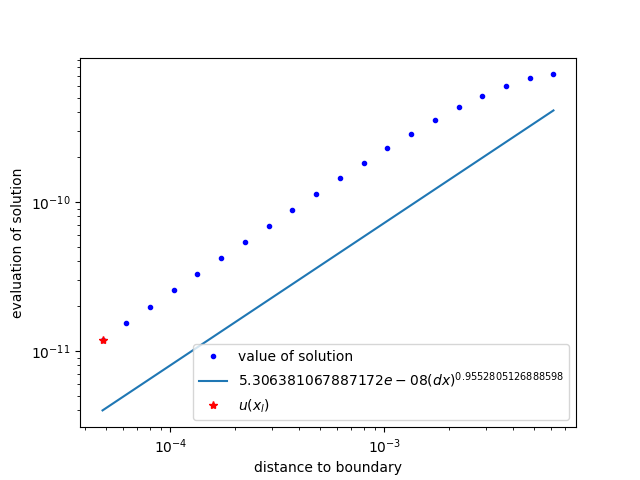 evaluation of solution
10^{-10}
10^{-11}
value of solution
5.306381067887172e − 08(dx)^{0.9552805126888598}
u(x_l)
10^{-4}
10^{-3}
distance to boundary